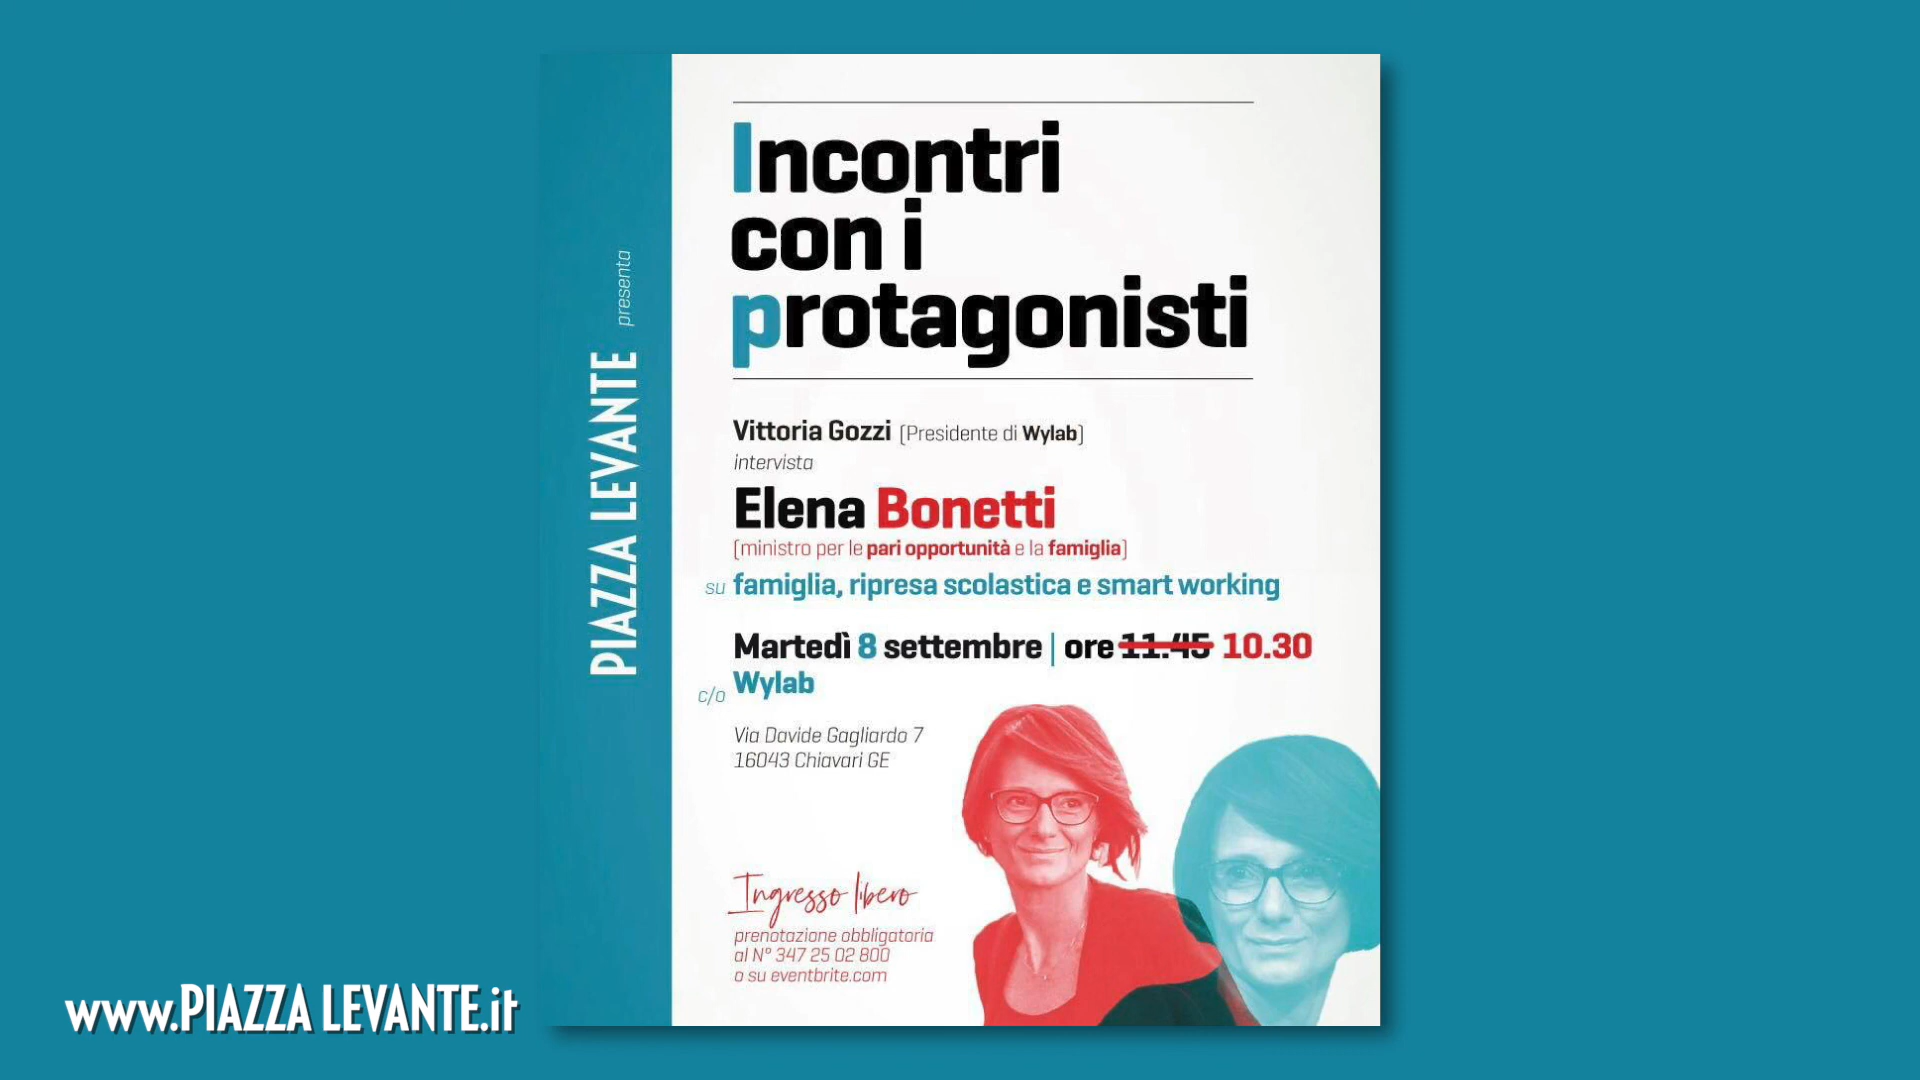 PIAZZA LEVANTE presenta
Incontri
con i
protagonisti
Vittoria Gozzi (Presidente di Wylab)
intervista
Elena Bonetti
(ministro per le pari opportunità e la famiglia)
su famiglia, ripresa scolastica e smart working
Martedì 8 settembre | ore 11.45 10.30
c/o Wylab
Via Davide Gagliardo 7
16043 Chiavari GE
Ingresso libero
prenotazione obbligatoria
al N° 347 25 02 800
o su eventbrite.com
www.PIAZZA LEVANTE.it